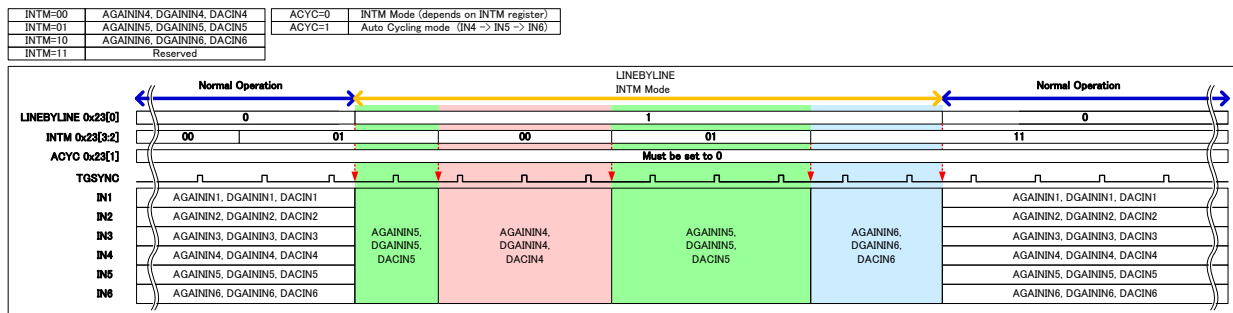 INTM=00 AGAININ4, DGAININ4, DACIN4 ACYC=0 INTM Mode (depends on INTM register)
INTM=01 AGAININ5, DGAININ5, DACIN5 ACYC=1 Auto Cycling mode (IN4 -> IN5 -> IN6)
INTM=10 AGAININ6, DGAININ6, DACIN6
INTM=11 Reserved
LINEBYLINE
Normal Operation INTM Mode Normal Operation
LINEBYLINE 0x23[0] 0 1 0
INTM 0x23[3:2] 00 01 00 01 11
ACYC 0x23[1] Must be set to 0
TGSYNC
IN1 AGAININ1, DGAININ1, DACIN1 AGAININ1, DGAININ1, DACIN1
IN2 AGAININ2, DGAININ2, DACIN2 AGAININ2, DGAININ2, DACIN2
IN3 AGAININ3, DGAININ3, DACIN3 AGAININ5, AGAININ4, AGAININ5, AGAININ6, AGAININ3, DGAININ3, DACIN3
DGAININ5, DGAININ4, DGAININ5, DGAININ6,
IN4 AGAININ4, DGAININ4, DACIN4 DACIN5 DACIN4 DACIN5 DACIN6 AGAININ4, DGAININ4, DACIN4
IN5 AGAININ5, DGAININ5, DACIN5 AGAININ5, DGAININ5, DACIN5
IN6 AGAININ6, DGAININ6, DACIN6 AGAININ6, DGAININ6, DACIN6